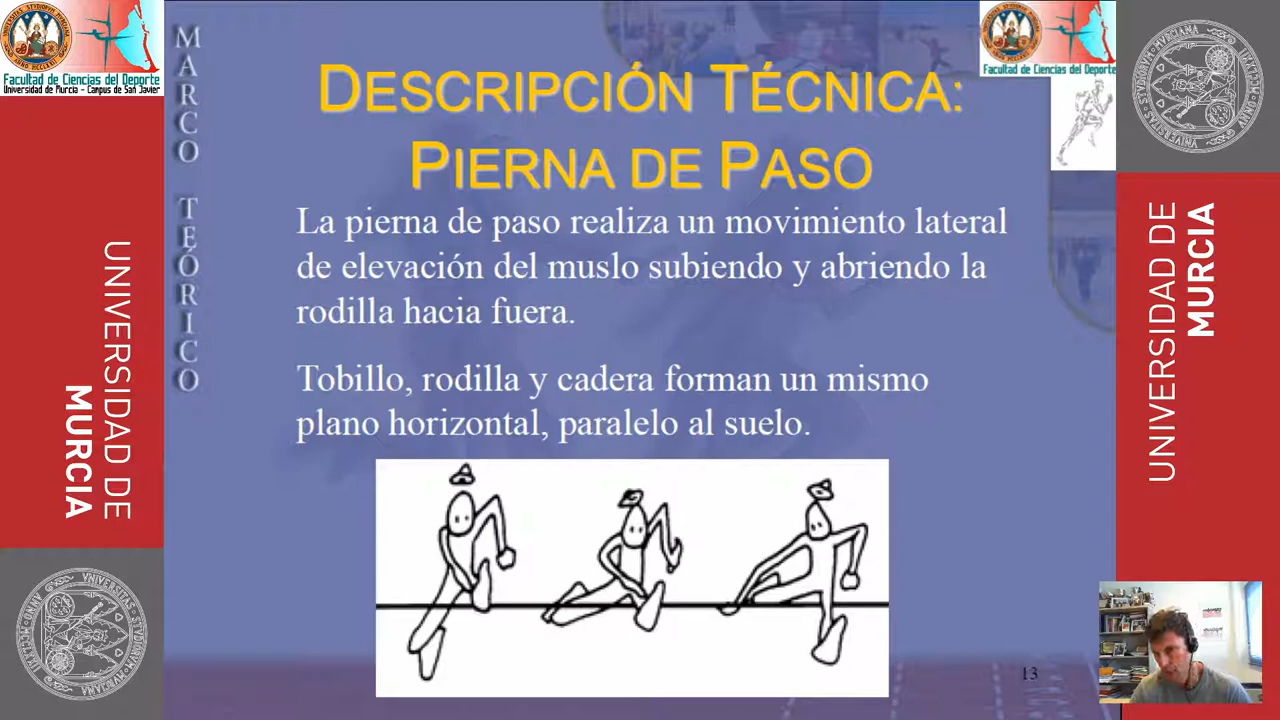 Facultad de Ciencias del Deporte
Universidad de Murcia - Campus de San Javier
UNIVERSIDAD DE
MURCIA
MARCO TEÓRICO
DESCRIPCIÓN TÉCNICA:
PIERNA DE PASO
La pierna de paso realiza un movimiento lateral
de elevación del muslo subiendo y abriendo la
rodilla hacia fuera.
Tobillo, rodilla y cadera forman un mismo
plano horizontal, paralelo al suelo.
13
Facultad de Ciencias del Deporte
UNIVERSIDAD DE
MURCIA